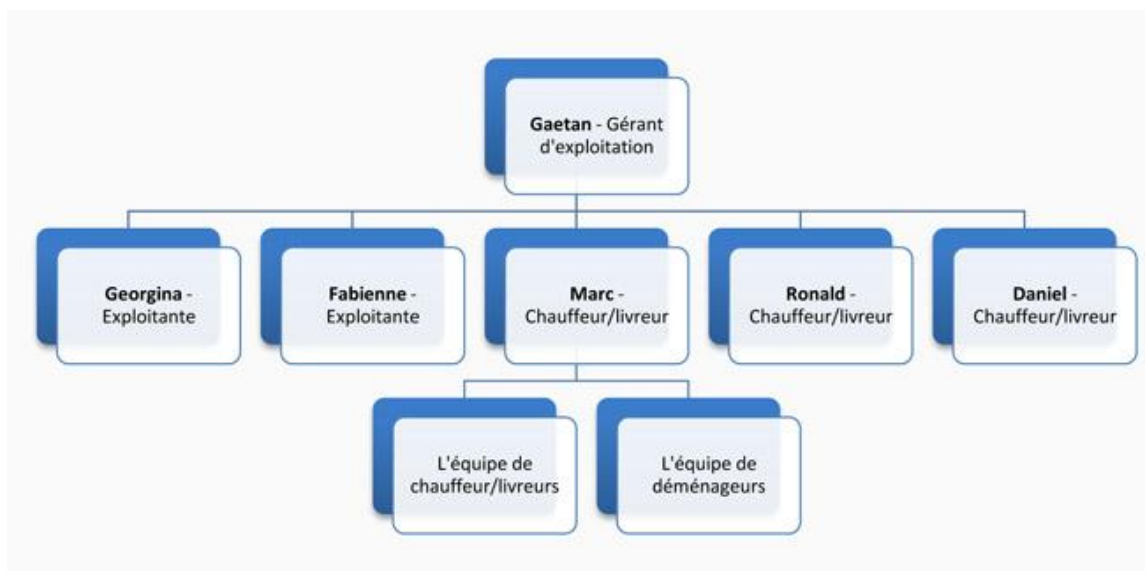 Gaetan - Gérant
d'exploitation
Georgina -
Exploitante
Fabienne -
Exploitante
Marc -
Chauffeur/livreur
Ronald -
Chauffeur/livreur
Daniel -
Chauffeur/livreur
L'équipe de
chauffeur/livreurs
L'équipe de
déménageurs